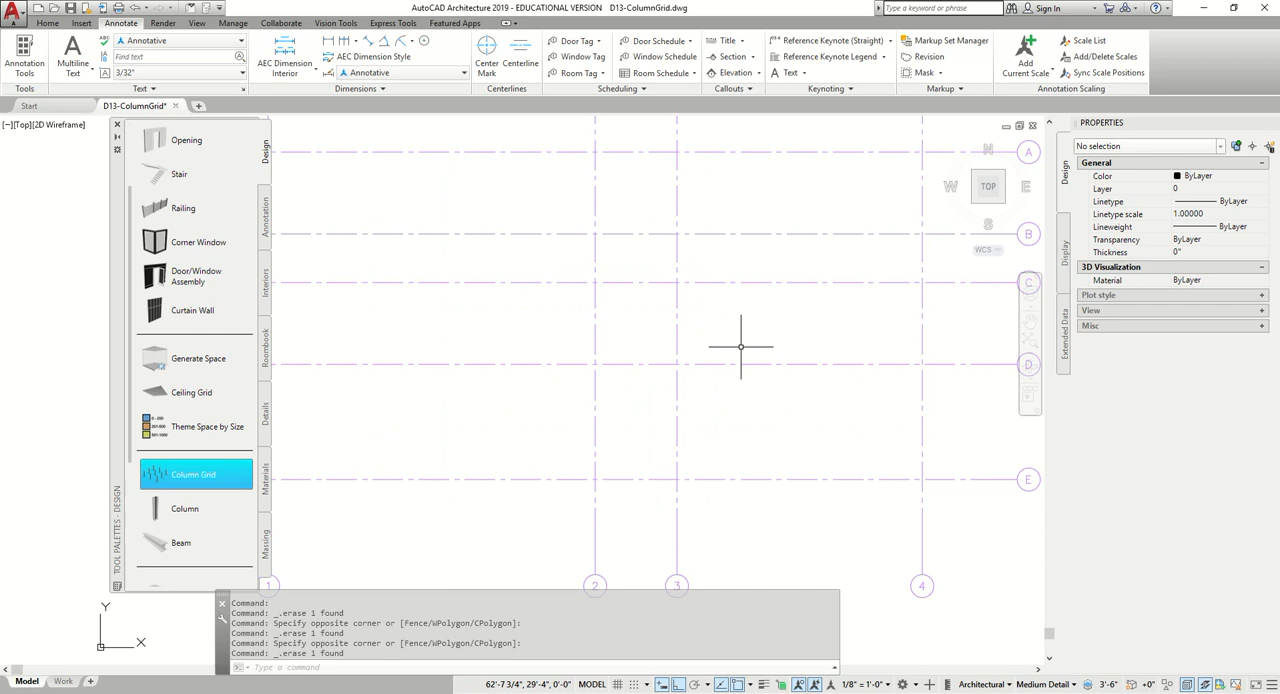 AutoCAD Architecture 2019 - EDUCATIONAL VERSION D13-ColumnGrid.dwg
Type a keyword or phrase
Sign In
Home Insert Annotate Render View Manage Collaborate Vision Tools Express Tools Featured Apps
Annotation Tools
Tools
Multiline Text
Annotative
Find text
3/32"
Text
AEC Dimension Interior
AEC Dimension Style
Annotative
Dimensions
Center Mark
Centerline
Centerlines
Door Tag
Window Tag
Room Tag
Door Schedule
Window Schedule
Room Schedule
Scheduling
Title
Section
Elevation
Callouts
Reference Keynote (Straight)
Reference Keynote Legend
Text
Keynoting
Markup Set Manager
Revision
Mask
Markup
Add Current Scale
Scale List
Add/Delete Scales
Sync Scale Positions
Annotation Scaling
Start
D13-ColumnGrid*
[−][Top][2D Wireframe]
Opening
Stair
Railing
Corner Window
Door/Window Assembly
Curtain Wall
Generate Space
Ceiling Grid
Theme Space by Size
Column Grid
Column
Beam
Design
Annotation
Interiors
Roombook
Details
Materials
Massing
TOOL PALETTES - DESIGN
A
B
C
D
E
1 2 3 4
N
W TOP E
S
WCS
PROPERTIES
No selection
General
Color ByLayer
Layer 0
Linetype ByLayer
Linetype scale 1.00000
Lineweight ByLayer
Transparency ByLayer
Thickness 0"
3D Visualization
Material ByLayer
Plot style
View
Misc
Design
Display
Extended Data
Y
X
Command:
Command: _.erase 1 found
Command: Specify opposite corner or [Fence/WPolygon/CPolygon]:
Command: _.erase 1 found
Command: Specify opposite corner or [Fence/WPolygon/CPolygon]:
Command: _.erase 1 found
Type a command
Model Work
62'-7 3/4", 29'-4", 0'-0" MODEL 1/8" = 1'-0" Architectural Medium Detail 3'-6" +0"